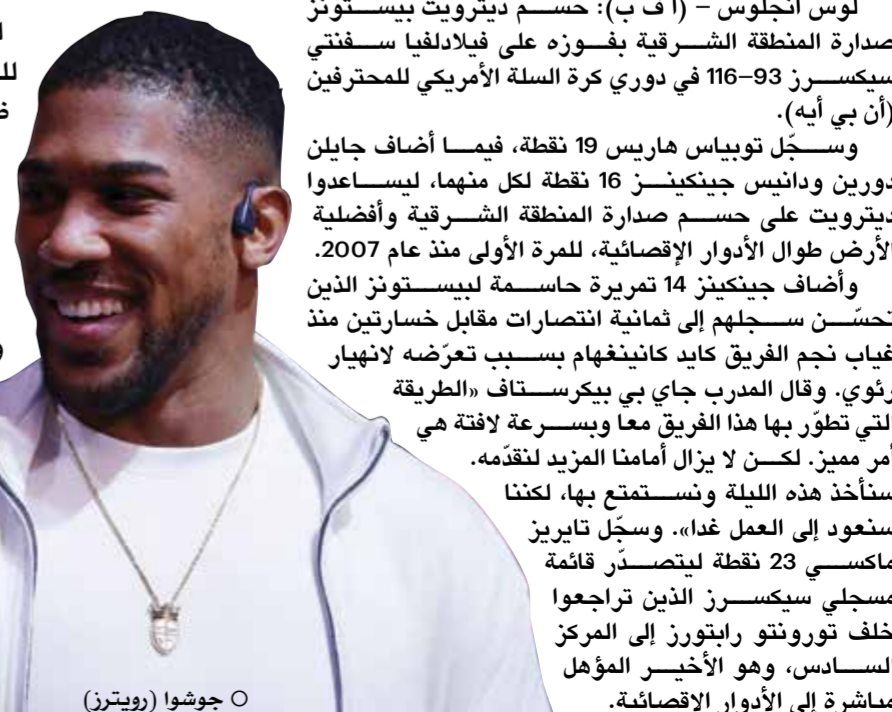 لوس أنجلوس – (أ ف ب): حسم ديترويت بيستونز
صدارة المنطقة الشرقية بفوزه على فيلادلفيا سفنتي
سيكسرز 93–116 في دوري كرة السلة الأمريكي للمحترفين
(أن بي أيه).
وسجّل توبياس هاريس 19 نقطة، فيما أضاف جايلن
دورين ودانيس جينكينز 16 نقطة لكل منهما، ليساعدوا
ديترويت على حسم صدارة المنطقة الشرقية وأفضلية
الأرض طوال الأدوار الإقصائية، للمرة الأولى منذ عام 2007.
وأضاف جينكينز 14 تمريرة حاسمة لبيستونز الذين
تحسّن سجلهم إلى ثمانية انتصارات مقابل خسارتين منذ
غياب نجم الفريق كايد كانينغهام بسبب تعرّضه لانهيار
رئوي. وقال المدرب جاي بي بيكرستاف «الطريقة
التي تطوّر بها هذا الفريق معا وبسرعة لافتة هي
أمر مميز. لكن لا يزال أمامنا المزيد لنقدّمه.
سنأخذ هذه الليلة ونستمتع بها، لكننا
سنعود إلى العمل غدا». وسجّل تايريز
ماكسي 23 نقطة ليتصدّر قائمة
مسجلي سيكسرز الذين تراجعوا
خلف تورونتو رابتورز إلى المركز
السادس، وهو الأخير المؤهل
مباشرة إلى الأدوار الإقصائية.
○ جوشوا (رويترز)